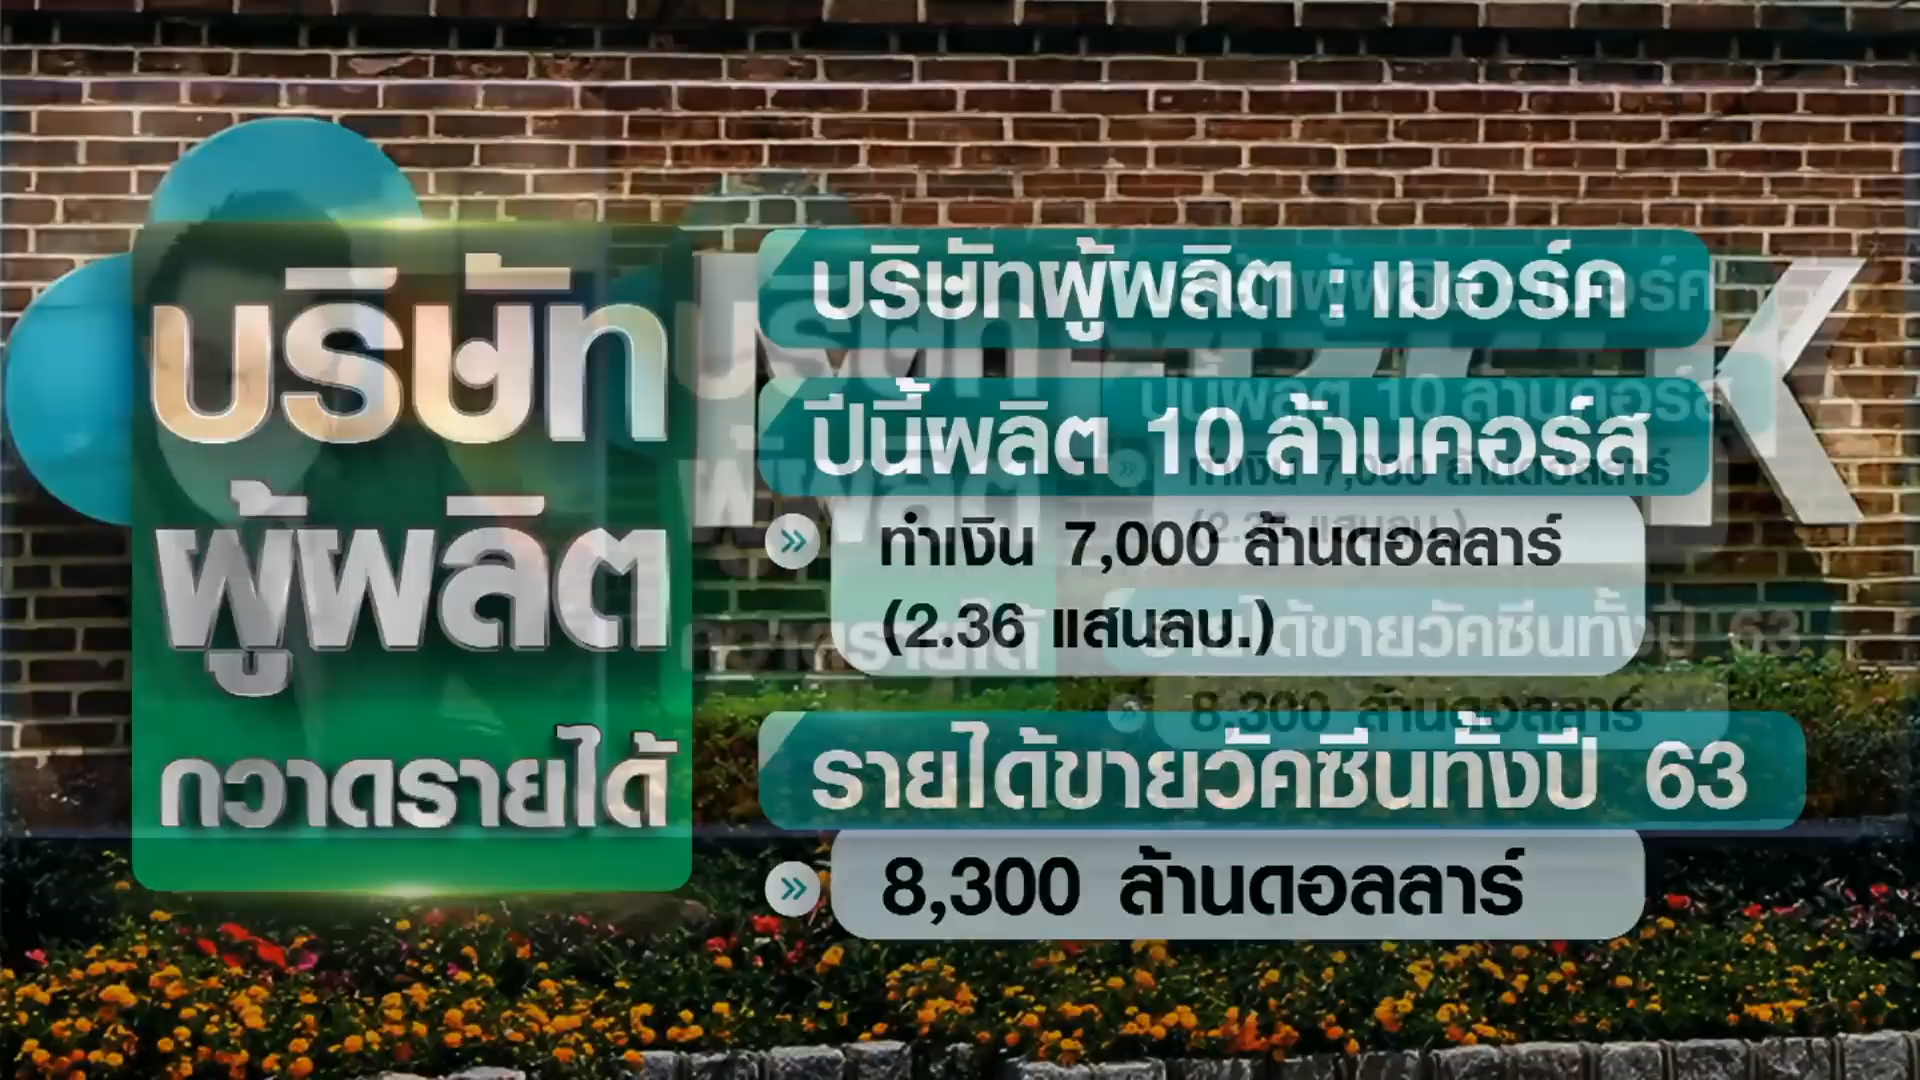 บริษัท
ผู้ผลิต
กวาดรายได้
บริษัทผู้ผลิต : เมอร์ค
ปีนี้ผลิต 10 ล้านคอร์ส
ทำเงิน 7,000 ล้านดอลลาร์
(2.36 แสนลบ.)
รายได้ขายวัคซีนทั้งปี 63
8,300 ล้านดอลลาร์